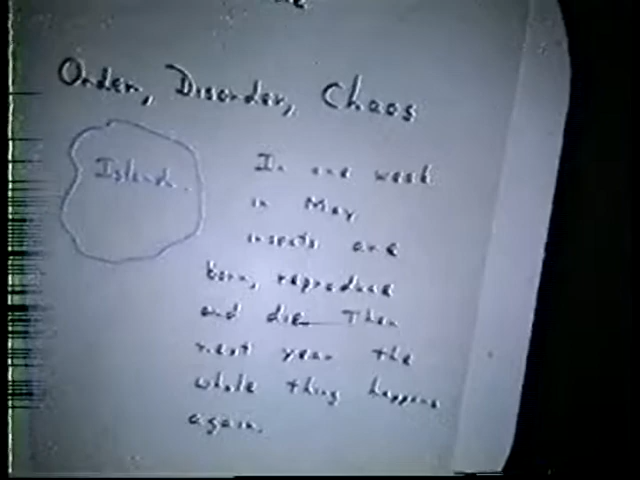 Order, Disorder, Chaos
Island.
In one week
in May
insects are
born, reproduce
and die Then
next year the
whole thing happens
again.